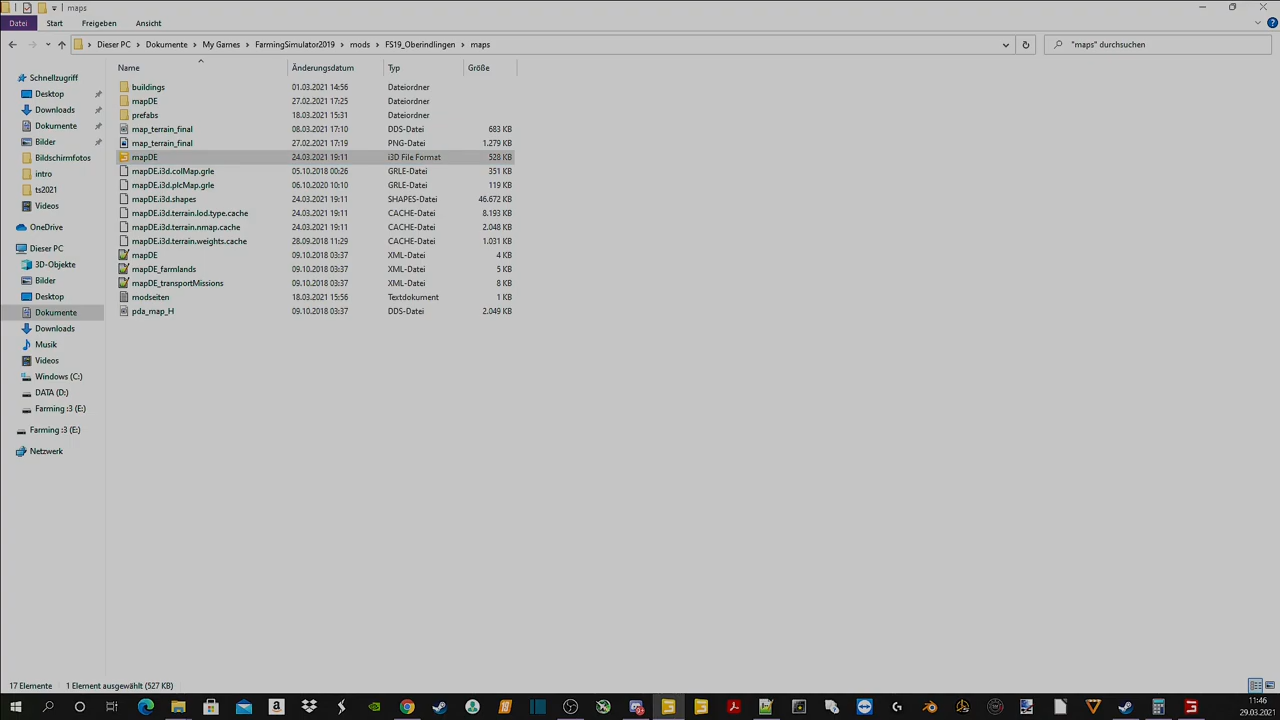 maps
Datei Start Freigeben Ansicht
Dieser PC Dokumente My Games FarmingSimulator2019 mods FS19_Oberindlingen maps "maps" durchsuchen
Name Änderungsdatum Typ Größe
Schnellzugriff
Desktop
Downloads
Dokumente
Bilder
Bildschirmfotos
intro
ts2021
Videos
OneDrive
Dieser PC
3D-Objekte
Bilder
Desktop
Dokumente
Downloads
Musik
Videos
Windows (C:)
DATA (D:)
Farming :3 (E:)
Farming :3 (E:)
Netzwerk
buildings 01.03.2021 14:56 Dateiordner
mapDE 27.02.2021 17:25 Dateiordner
prefabs 18.03.2021 15:31 Dateiordner
map_terrain_final 08.03.2021 17:10 DDS-Datei 683 KB
map_terrain_final 27.02.2021 17:19 PNG-Datei 1.279 KB
mapDE 24.03.2021 19:11 i3D File Format 528 KB
mapDE.i3d.colMap.grle 05.10.2018 00:26 GRLE-Datei 351 KB
mapDE.i3d.plcMap.grle 06.10.2020 10:10 GRLE-Datei 119 KB
mapDE.i3d.shapes 24.03.2021 19:11 SHAPES-Datei 46.672 KB
mapDE.i3d.terrain.lod.type.cache 24.03.2021 19:11 CACHE-Datei 8.193 KB
mapDE.i3d.terrain.nmap.cache 24.03.2021 19:11 CACHE-Datei 2.048 KB
mapDE.i3d.terrain.weights.cache 28.09.2018 11:29 CACHE-Datei 1.031 KB
mapDE 09.10.2018 03:37 XML-Datei 4 KB
mapDE_farmlands 09.10.2018 03:37 XML-Datei 5 KB
mapDE_transportMissions 09.10.2018 03:37 XML-Datei 8 KB
modseiten 18.03.2021 15:56 Textdokument 1 KB
pda_map_H 09.10.2018 03:37 DDS-Datei 2.049 KB
17 Elemente 1 Element ausgewählt (527 KB)
11:46
29.03.2021